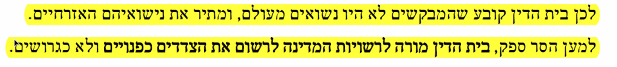 לכן בית הדין קובע שהמבקשים לא היו נשואים מעולם, ומתיר את נישואיהם האזרחיים.
למען הסר ספק, בית הדין מורה לרשויות המדינה לרשום את הצדדים כפנויים ולא כגרושים.